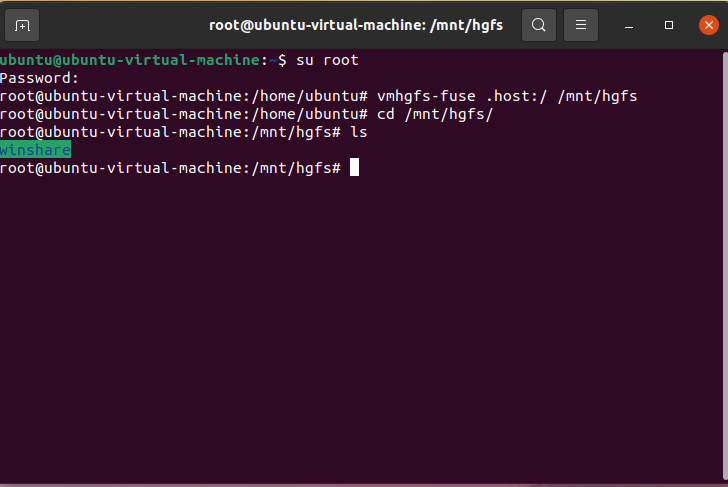 root@ubuntu-virtual-machine: /mnt/hgfs
ubuntu@ubuntu-virtual-machine:~$ su root
Password:
root@ubuntu-virtual-machine:/home/ubuntu# vmhgfs-fuse .host:/ /mnt/hgfs
root@ubuntu-virtual-machine:/home/ubuntu# cd /mnt/hgfs/
root@ubuntu-virtual-machine:/mnt/hgfs# ls
winshare
root@ubuntu-virtual-machine:/mnt/hgfs#